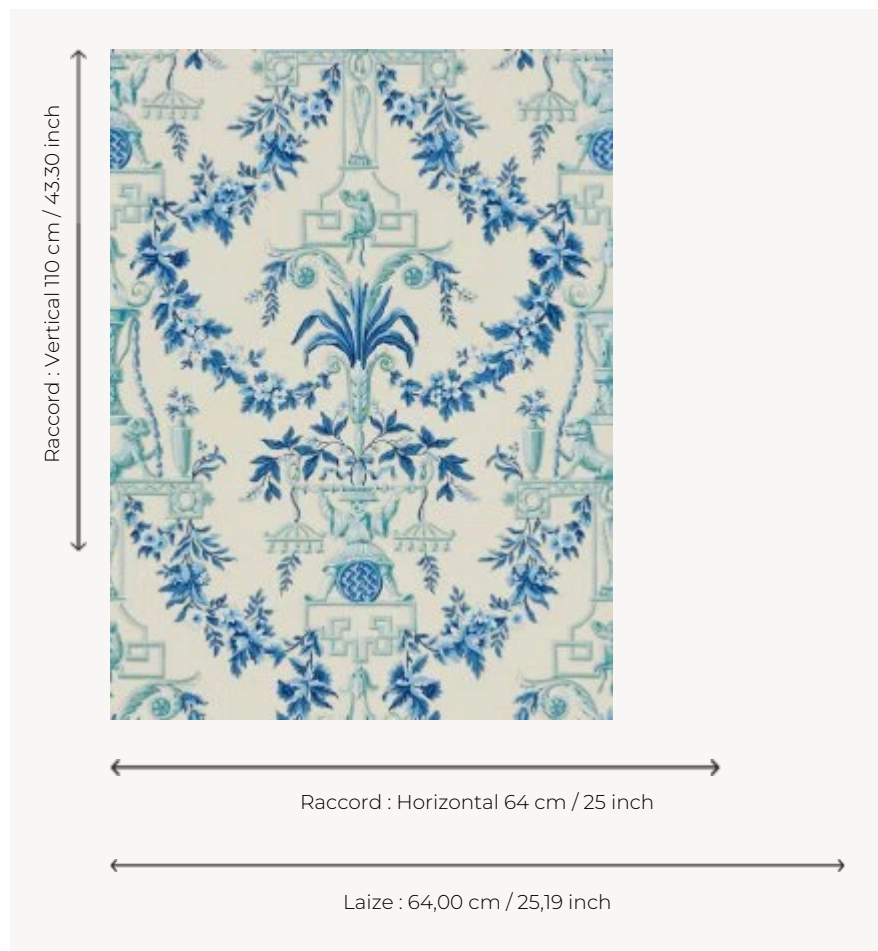 Raccord : Vertical 110 cm / 43.30 inch
Raccord : Horizontal 64 cm / 25 inch
Laize : 64,00 cm / 25,19 inch